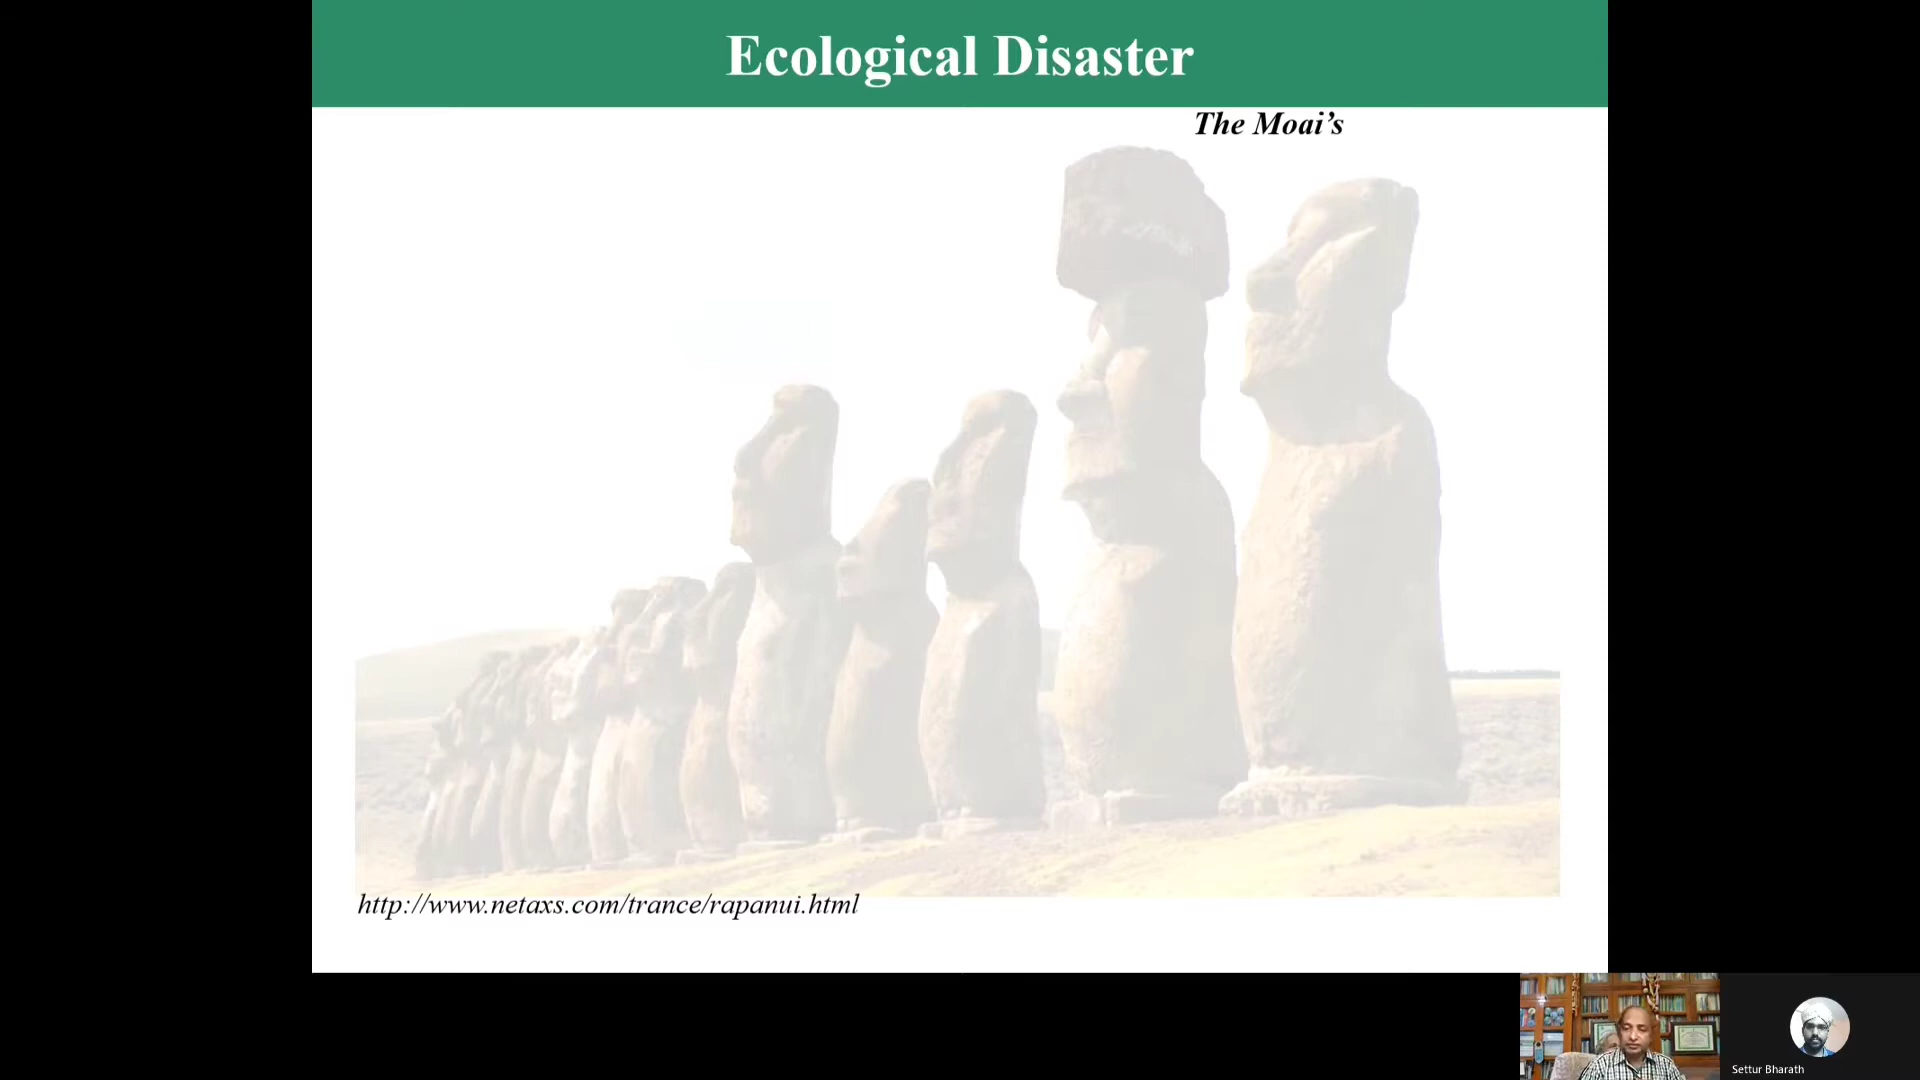 Ecological Disaster
The Moai’s
http://www.netaxs.com/trance/rapanui.html
Settur Bharath